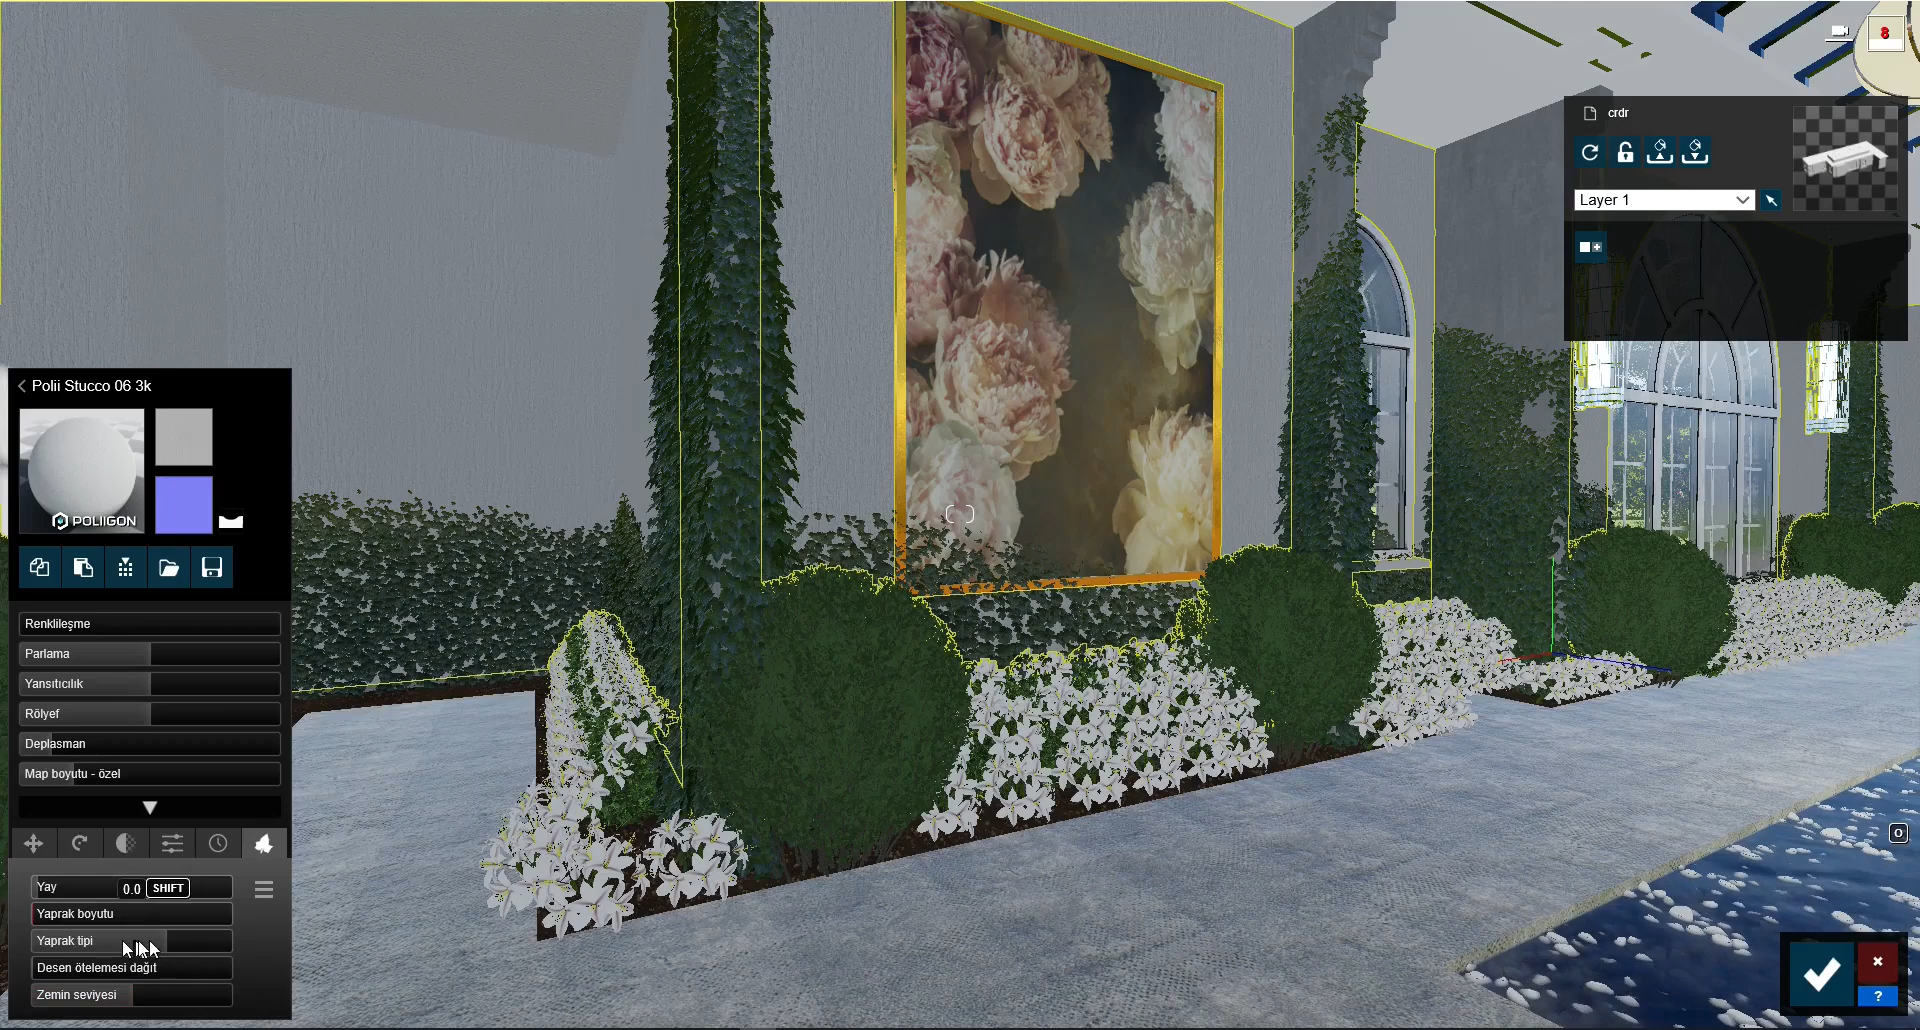 8
crdr
Layer 1
Polii Stucco 06 3k
POLIIGON
Renklileşme
Parlama
Yansıtıcılık
Rölyef
Deplasman
Map boyutu - özel
Yay
0.0 SHIFT
Yaprak boyutu
Yaprak tipi
Desen ötelemesi dağıt
Zemin seviyesi
O
?